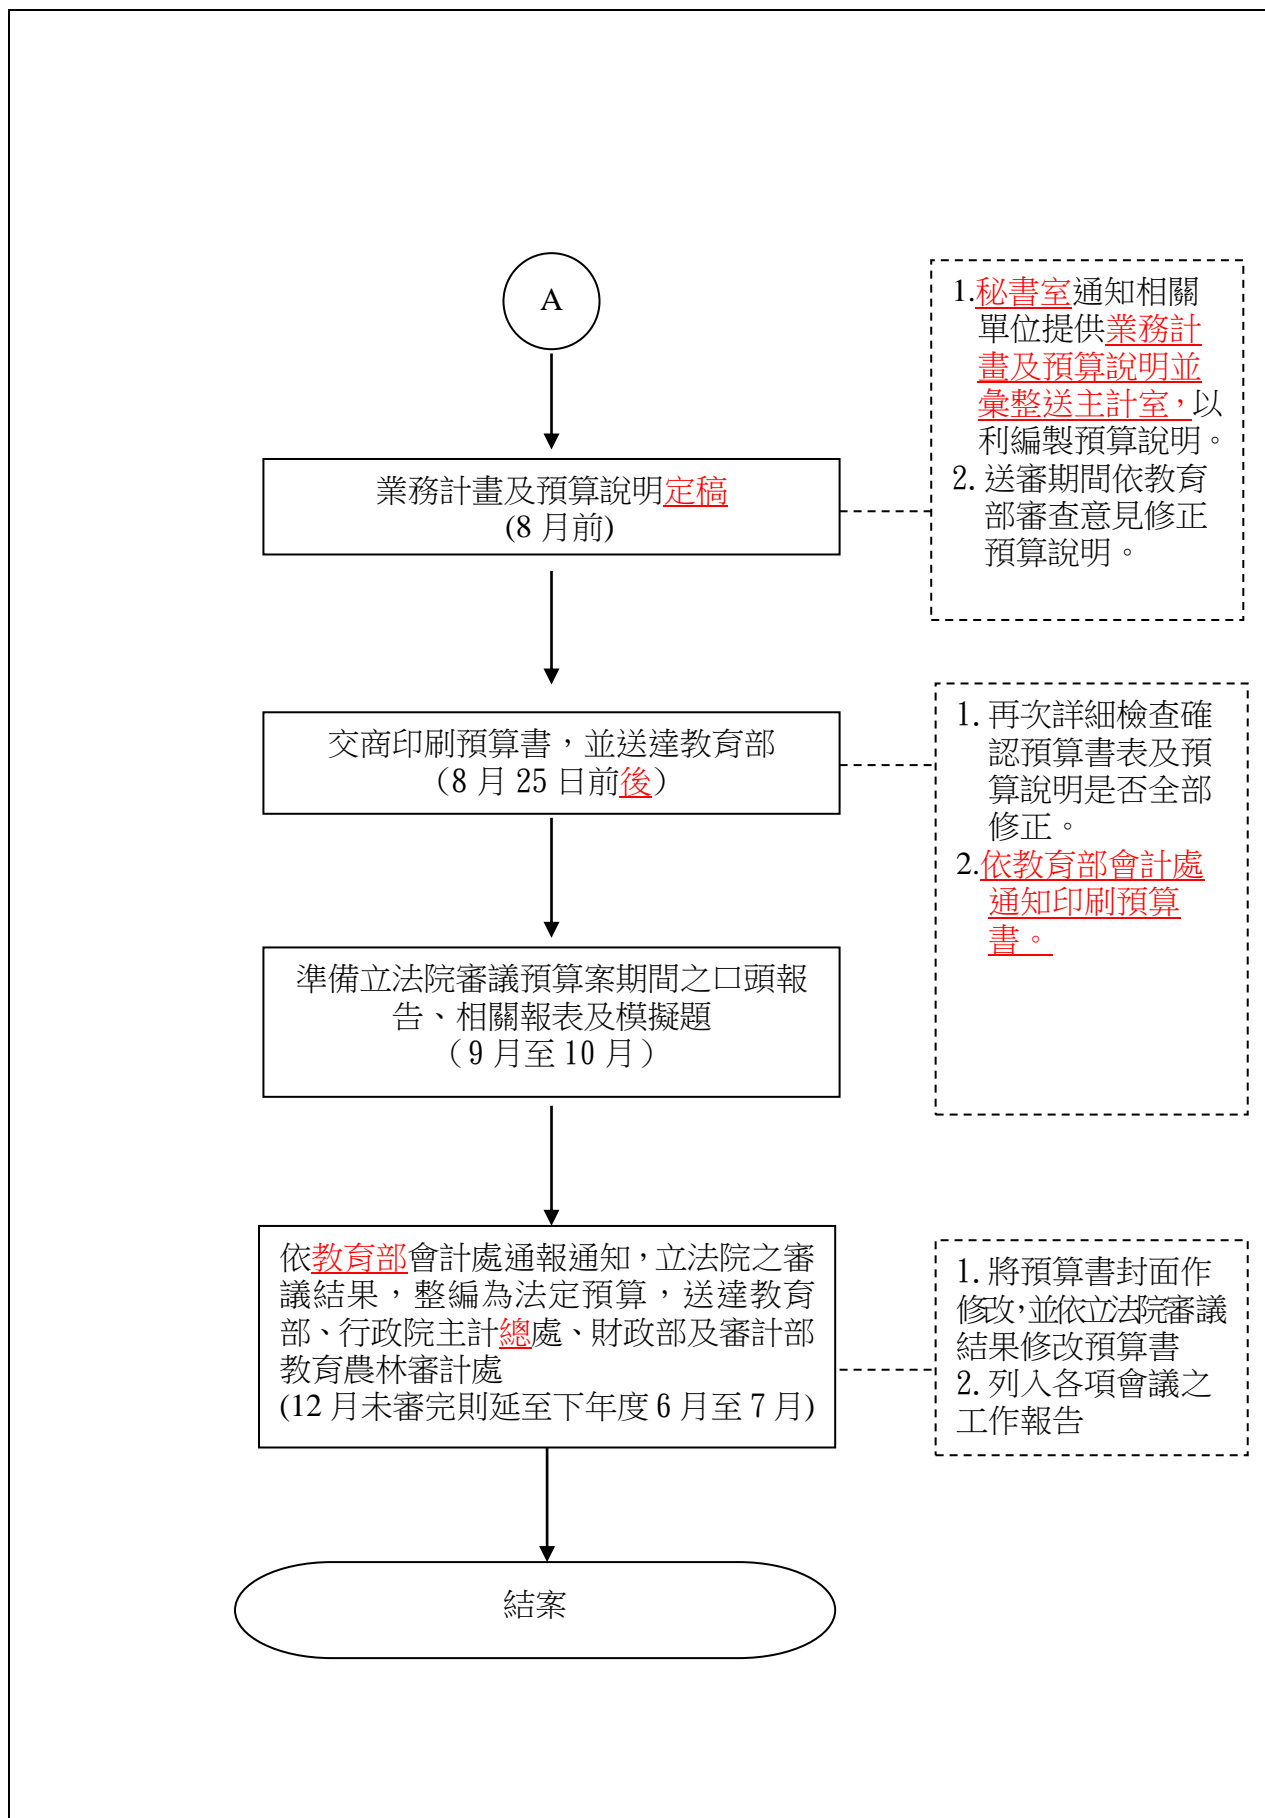 A
1.秘書室通知相關
單位提供業務計
畫及預算說明並
彙整送主計室，以
利編製預算說明。
2. 送審期間依教育
部審查意見修正
預算說明。
業務計畫及預算說明定稿
(8 月前)
交商印刷預算書，並送達教育部
（8 月 25 日前後）
1. 再次詳細檢查確
認預算書表及預
算說明是否全部
修正。
2.依教育部會計處
通知印刷預算
書。
準備立法院審議預算案期間之口頭報
告、相關報表及模擬題
（9 月至 10 月）
依教育部會計處通報通知，立法院之審
議結果，整編為法定預算，送達教育
部、行政院主計總處、財政部及審計部
教育農林審計處
(12 月未審完則延至下年度 6 月至 7 月)
1. 將預算書封面作
修改，並依立法院審議
結果修改預算書
2. 列入各項會議之
工作報告
結案